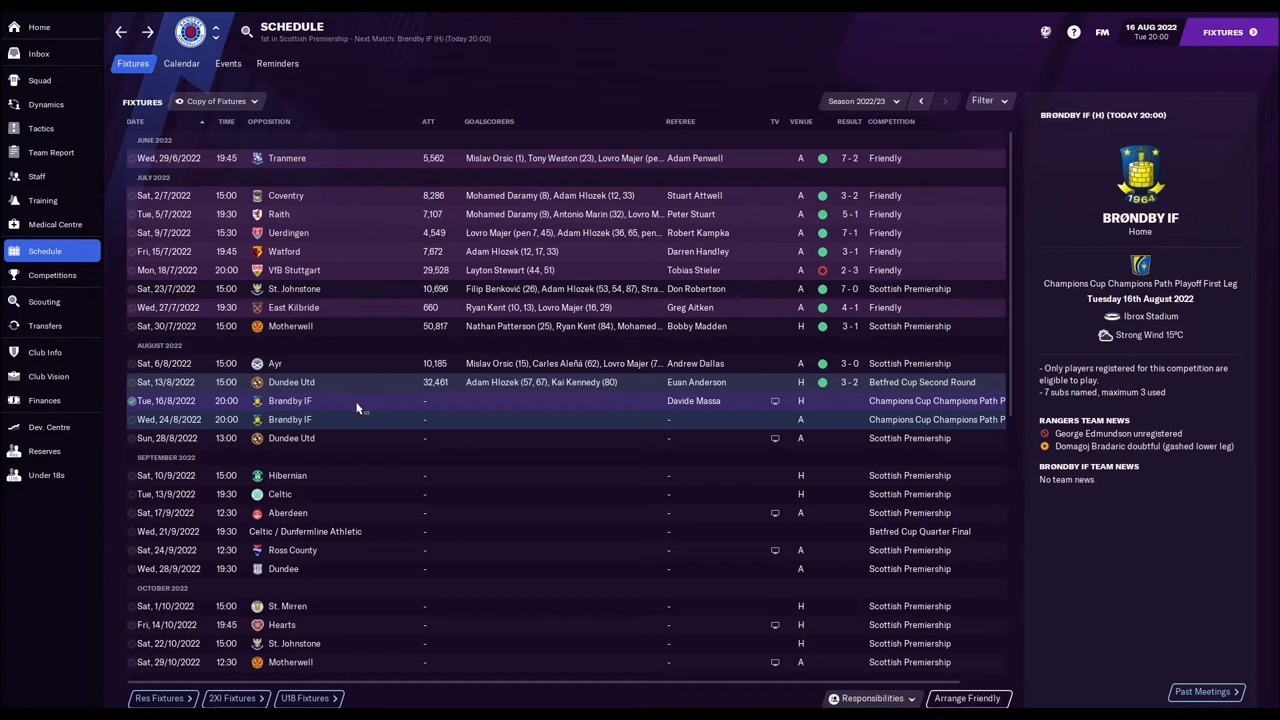 Home
Inbox
Squad
Dynamics
Tactics
Team Report
Staff
Training
Medical Centre
Schedule
Competitions
Scouting
Transfers
Club Info
Club Vision
Finances
Dev. Centre
Reserves
Under 18s
SCHEDULE
1st in Scottish Premiership - Next Match: Brøndby IF (H) (Today 20:00)
FM
16 AUG 2022
Tue 20:00
FIXTURES
Fixtures Calendar Events Reminders
FIXTURES Copy of Fixtures Season 2022/23 Filter
DATE TIME OPPOSITION ATT GOALSCORERS REFEREE TV VENUE RESULT COMPETITION
JUNE 2022
Wed, 29/6/2022 19:45 Tranmere 5,562 Mislav Orsic (1), Tony Weston (23), Lovro Majer (pe... Adam Penwell A 7 - 2 Friendly
JULY 2022
Sat, 2/7/2022 15:00 Coventry 8,286 Mohamed Daramy (8), Adam Hlozek (12, 33) Stuart Attwell A 3 - 2 Friendly
Tue, 5/7/2022 19:30 Raith 7,107 Mohamed Daramy (9), Antonio Marin (32), Lovro M... Peter Stuart A 5 - 1 Friendly
Sat, 9/7/2022 15:00 Uerdingen 4,549 Lovro Majer (pen 7, 45), Adam Hlozek (36, 65, pen... Robert Kampka A 7 - 1 Friendly
Fri, 15/7/2022 19:45 Watford 7,672 Adam Hlozek (12, 17, 33) Darren Handley A 3 - 1 Friendly
Mon, 18/7/2022 20:00 VfB Stuttgart 29,528 Layton Stewart (44, 51) Tobias Stieler A 2 - 3 Friendly
Sat, 23/7/2022 15:00 St. Johnstone 10,696 Filip Benković (26), Adam Hlozek (53, 54, 87), Stra... Don Robertson A 7 - 0 Scottish Premiership
Wed, 27/7/2022 19:30 East Kilbride 660 Ryan Kent (10, 13), Lovro Majer (16, 29) Greg Aitken A 4 - 1 Friendly
Sat, 30/7/2022 15:00 Motherwell 50,817 Nathan Patterson (25), Ryan Kent (84), Mohamed... Bobby Madden H 3 - 1 Scottish Premiership
AUGUST 2022
Sat, 6/8/2022 15:00 Ayr 10,185 Mislav Orsic (15), Carles Aleñá (62), Lovro Majer (7... Andrew Dallas A 3 - 0 Scottish Premiership
Sat, 13/8/2022 15:00 Dundee Utd 32,461 Adam Hlozek (57, 67), Kai Kennedy (80) Euan Anderson H 3 - 2 Betfred Cup Second Round
Tue, 16/8/2022 20:00 Brøndby IF - Davide Massa H Champions Cup Champions Path P
Wed, 24/8/2022 20:00 Brøndby IF - - A Champions Cup Champions Path P
Sun, 28/8/2022 13:00 Dundee Utd - - A Scottish Premiership
SEPTEMBER 2022
Sat, 10/9/2022 15:00 Hibernian - - H Scottish Premiership
Tue, 13/9/2022 19:30 Celtic - - H Scottish Premiership
Sat, 17/9/2022 12:30 Aberdeen - - A Scottish Premiership
Wed, 21/9/2022 19:30 Celtic / Dunfermline Athletic - - A Betfred Cup Quarter Final
Sat, 24/9/2022 12:30 Ross County - - A Scottish Premiership
Wed, 28/9/2022 19:30 Dundee - - A Scottish Premiership
OCTOBER 2022
Sat, 1/10/2022 15:00 St. Mirren - - H Scottish Premiership
Fri, 14/10/2022 19:45 Hearts - - H Scottish Premiership
Sat, 22/10/2022 15:00 St. Johnstone - - H Scottish Premiership
Sat, 29/10/2022 12:30 Motherwell - - A Scottish Premiership
Res Fixtures 2XI Fixtures U18 Fixtures Responsibilities Arrange Friendly
BRØNDBY IF (H) (TODAY 20:00)
1964
BRØNDBY IF
Home
Champions Cup Champions Path Playoff First Leg
Tuesday 16th August 2022
Ibrox Stadium
Strong Wind 15°C
- Only players registered for this competition are
eligible to play.
- 7 subs named, maximum 3 used
RANGERS TEAM NEWS
George Edmundson unregistered
Domagoj Bradaric doubtful (gashed lower leg)
BRØNDBY IF TEAM NEWS
No team news
Past Meetings